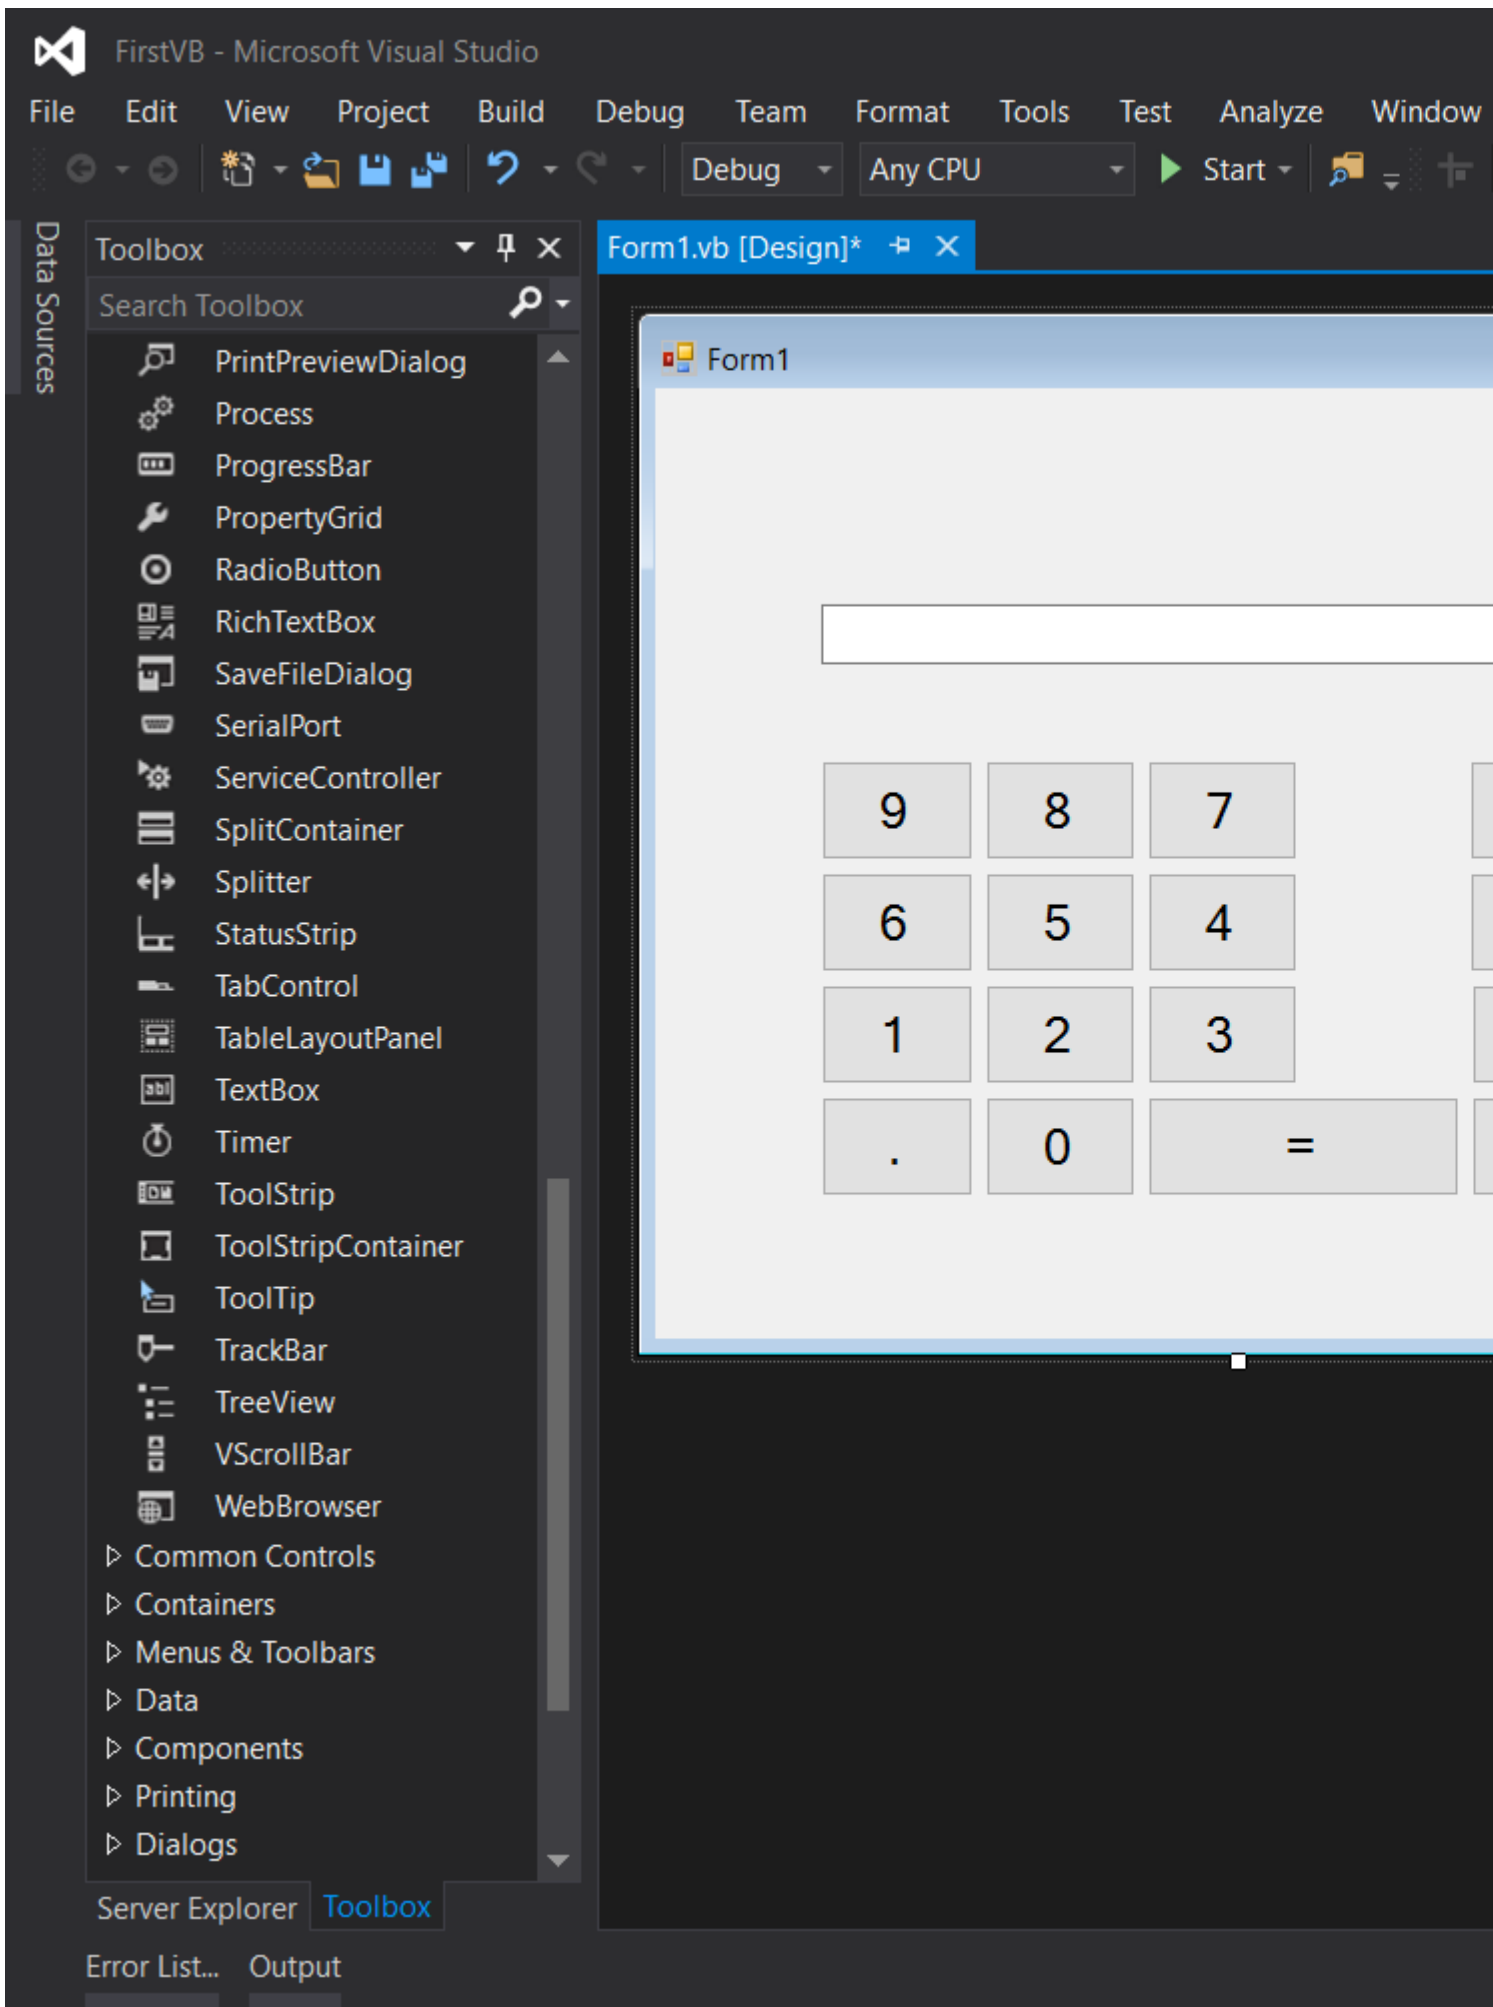 FirstVB - Microsoft Visual Studio
File Edit View Project Build Debug Team Format Tools Test Analyze Window
Debug Any CPU Start
Data Sources
Toolbox
Search Toolbox
PrintPreviewDialog
Process
ProgressBar
PropertyGrid
RadioButton
RichTextBox
SaveFileDialog
SerialPort
ServiceController
SplitContainer
Splitter
StatusStrip
TabControl
TableLayoutPanel
TextBox
Timer
ToolStrip
ToolStripContainer
ToolTip
TrackBar
TreeView
VScrollBar
WebBrowser
Common Controls
Containers
Menus & Toolbars
Data
Components
Printing
Dialogs
Server Explorer Toolbox
Error List... Output
Form1.vb [Design]*
Form1
9 8 7
6 5 4
1 2 3
. 0 =